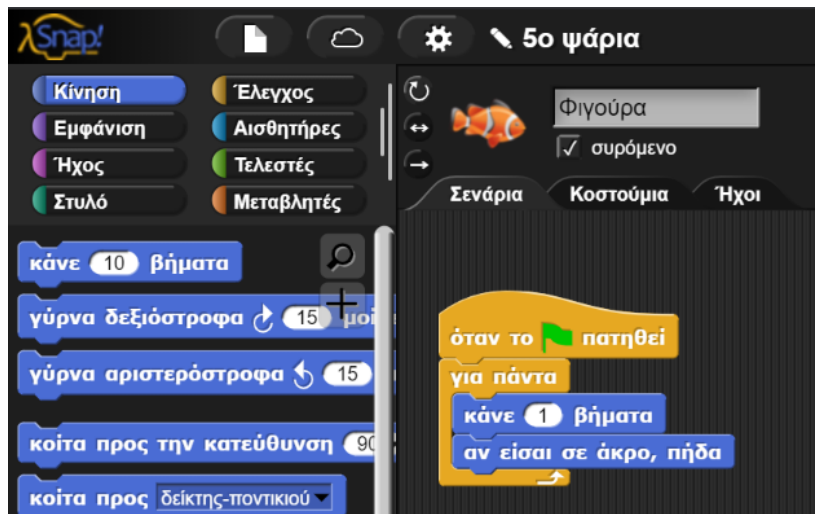 λSnap!
5ο ψάρια
Κίνηση
Έλεγχος
Εμφάνιση
Αισθητήρες
Ήχος
Τελεστές
Στυλό
Μεταβλητές
κάνε 10 βήματα
γύρνα δεξιόστροφα 15
γύρνα αριστερόστροφα 15
κοίτα προς την κατεύθυνση 90
κοίτα προς δείκτης-ποντικιού
Φιγούρα
συρόμενο
Σενάρια
Κοστούμια
Ήχοι
όταν το πατηθεί
για πάντα
κάνε 1 βήματα
αν είσαι σε άκρο, πήδα